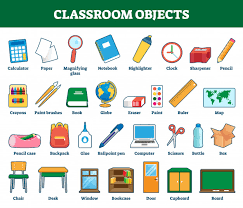 CLASSROOM OBJECTS
Calculator Paper Magnifying glass Notebook Highlighter Clock Sharpener Pencil
Crayons Paint brushes Book Globe Eraser Paint Ruler Map
Pencil case Backpack Glue Ballpoint pen Computer Scissors Bottle Box
Chair Desk Window Bookcase Door Cupboard Board